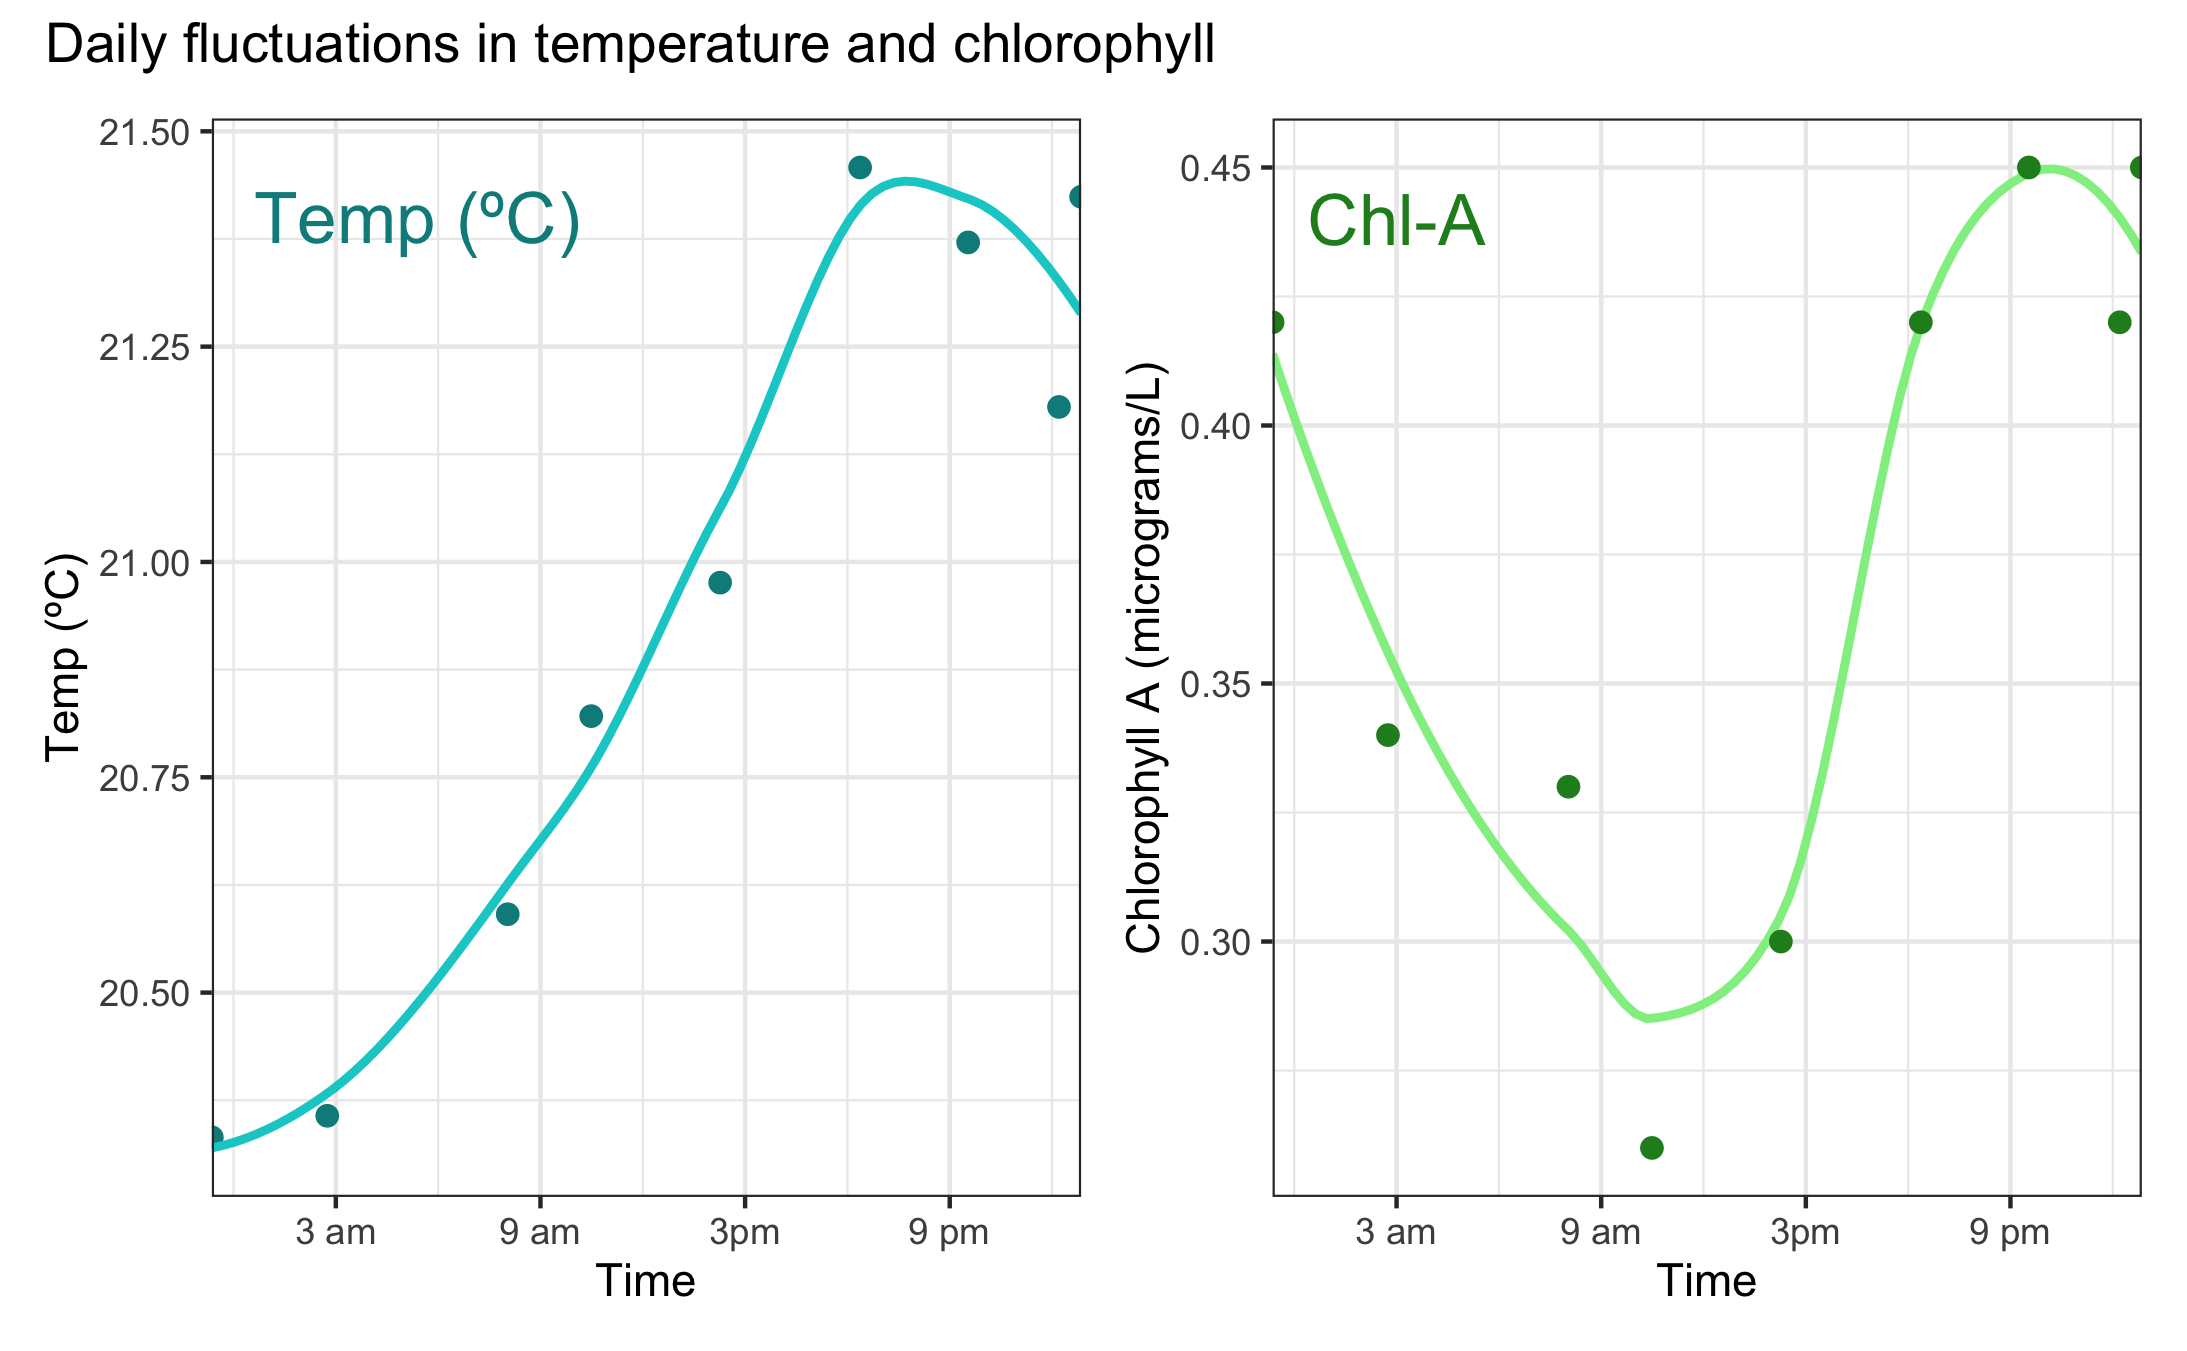 Daily fluctuations in temperature and chlorophyll
Temp (ºC)
21.50
21.25
21.00
20.75
20.50
Temp (ºC)
3 am 9 am 3pm 9 pm
Time
Chl-A
0.45
0.40
0.35
0.30
Chlorophyll A (micrograms/L)
3 am 9 am 3pm 9 pm
Time